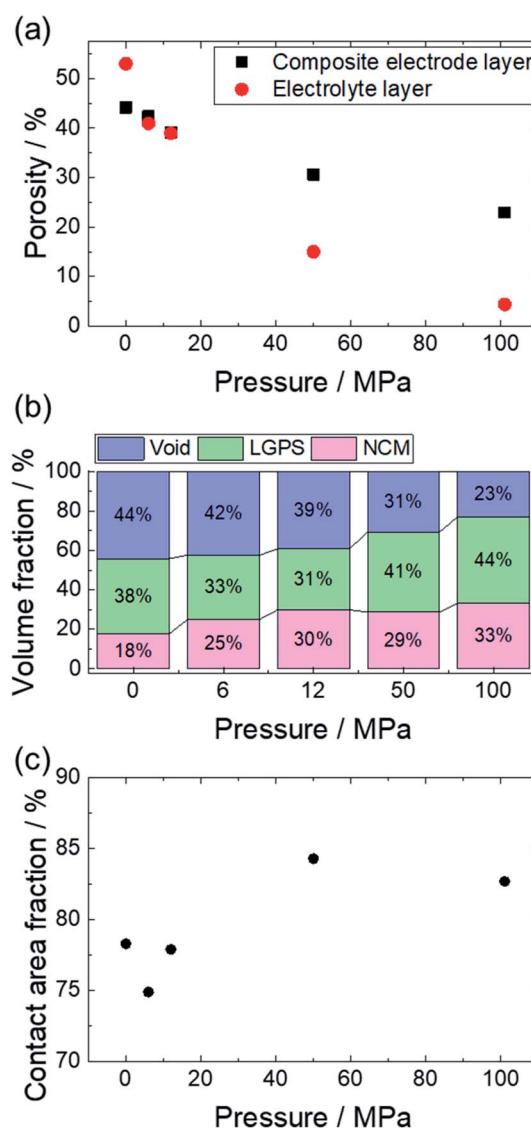 (a)
Composite electrode layer
Electrolyte layer
50
40
30
20
10
0
Porosity / %
0 20 40 60 80 100
Pressure / MPa
(b)
Void LGPS NCM
100
80
60
40
20
0
Volume fraction / %
44% 42% 39% 31% 23%
38% 33% 31% 41% 44%
18% 25% 30% 29% 33%
0 6 12 50 100
Pressure / MPa
(c)
90
85
80
75
70
Contact area fraction / %
0 20 40 60 80 100
Pressure / MPa